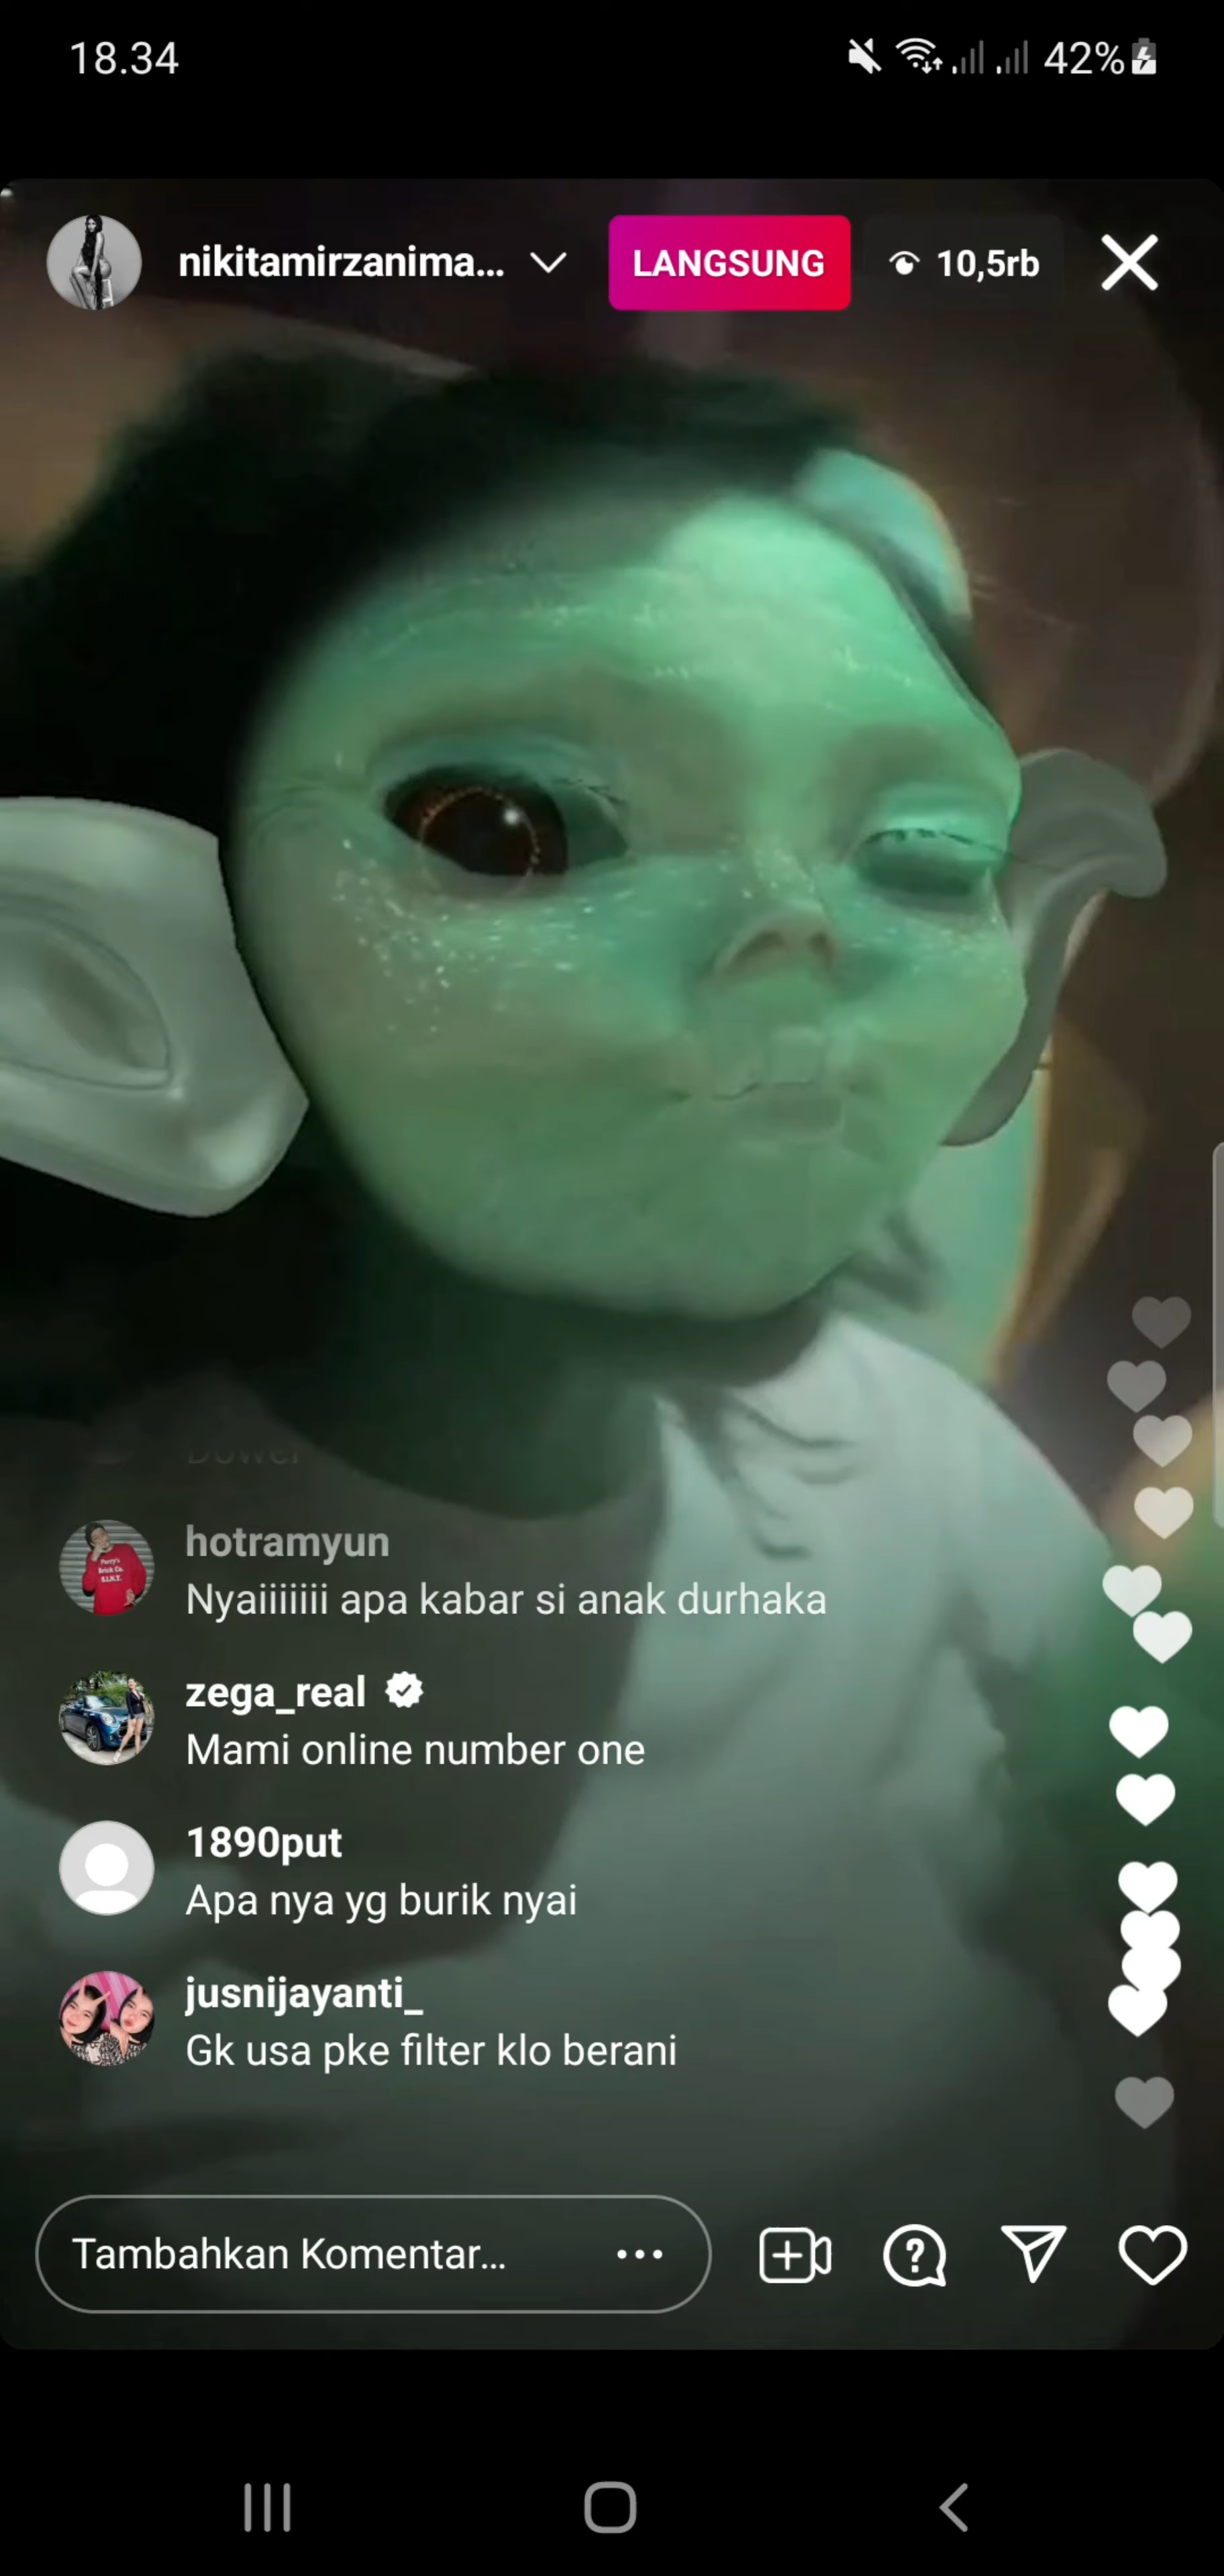 18.34
42%
nikitamirzanima...
LANGSUNG
10,5rb
Dower
hotramyun
Nyaiiiiiii apa kabar si anak durhaka
zega_real
Mami online number one
1890put
Apa nya yg burik nyai
jusnijayanti_
Gk usa pke filter klo berani
Tambahkan Komentar...